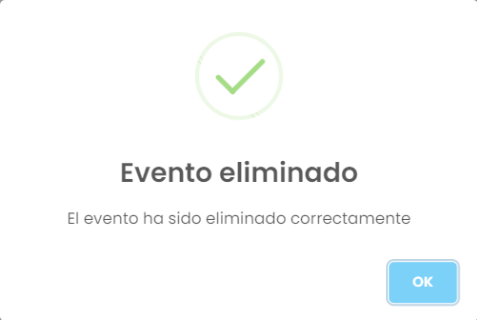 Evento eliminado
El evento ha sido eliminado correctamente
OK